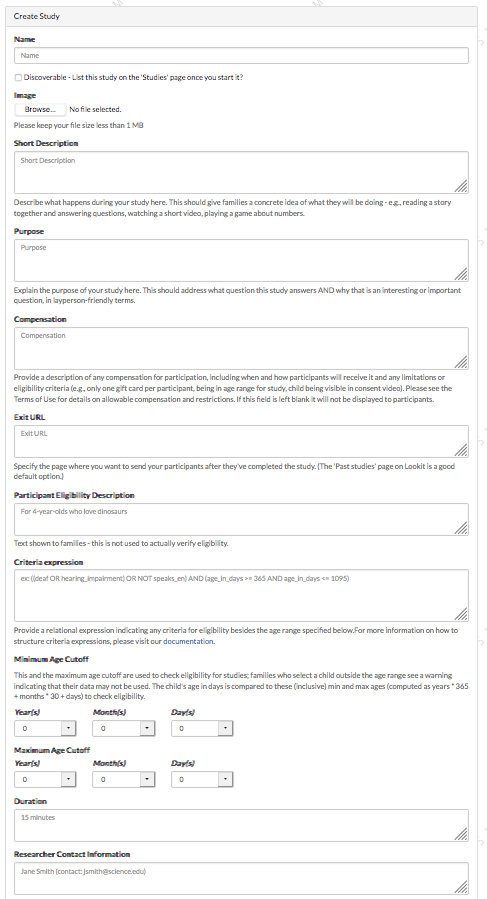 Create Study
Name
Name
Discoverable - List this study on the 'Studies' page once you start it?
Image
Browse... No file selected.
Please keep your file size less than 1 MB
Short Description
Short Description
Describe what happens during your study here. This should give families a concrete idea of what they will be doing - e.g., reading a story
together and answering questions, watching a short video, playing a game about numbers.
Purpose
Purpose
Explain the purpose of your study here. This should address what question this study answers AND why that is an interesting or important
question, in layperson-friendly terms.
Compensation
Compensation
Provide a description of any compensation for participation, including when and how participants will receive it and any limitations or
eligibility criteria (e.g., only one gift card per participant, being in age range for study, child being visible in consent video). Please see the
Terms of Use for details on allowable compensation and restrictions. If this field is left blank it will not be displayed to participants.
Exit URL
Exit URL
Specify the page where you want to send your participants after they've completed the study. (The 'Past studies' page on Lookit is a good
default option.)
Participant Eligibility Description
For 4-year-olds who love dinosaurs
Text shown to families - this is not used to actually verify eligibility.
Criteria expression
ex: ((deaf OR hearing_impairment) OR NOT speaks_en) AND (age_in_days >= 365 AND age_in_days <= 1095)
Provide a relational expression indicating any criteria for eligibility besides the age range specified below.For more information on how to
structure criteria expressions, please visit our documentation.
Minimum Age Cutoff
This and the maximum age cutoff are used to check eligibility for studies; families who select a child outside the age range see a warning
indicating that their data may not be used. The child's age in days is compared to these (inclusive) min and max ages (computed as years * 365
+ months * 30 + days) to check eligibility.
Year(s) Month(s) Day(s)
0 0 0
Maximum Age Cutoff
Year(s) Month(s) Day(s)
0 0 0
Duration
15 minutes
Researcher Contact Information
Jane Smith (contact: jsmith@science.edu)